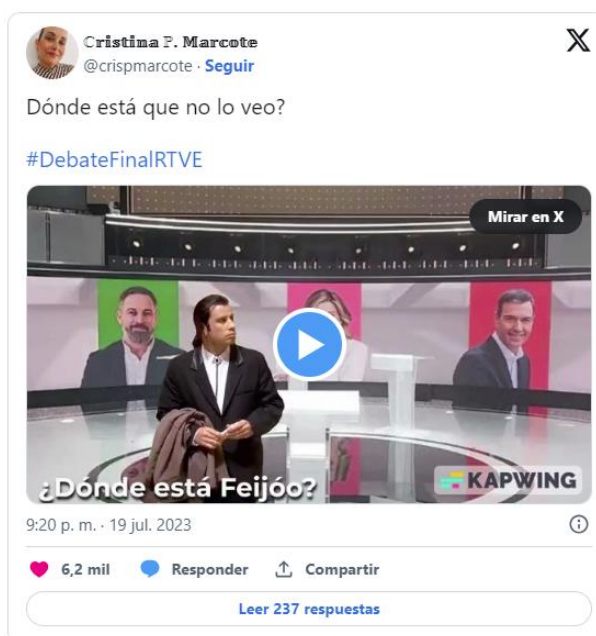 Cristina P. Marcote
@crispmarcote · Seguir
Dónde está que no lo veo?
#DebateFinalRTVE
Mirar en X
¿Dónde está Feijóo?
KAPWING
9:20 p. m. · 19 jul. 2023
6,2 mil
Responder
Compartir
Leer 237 respuestas